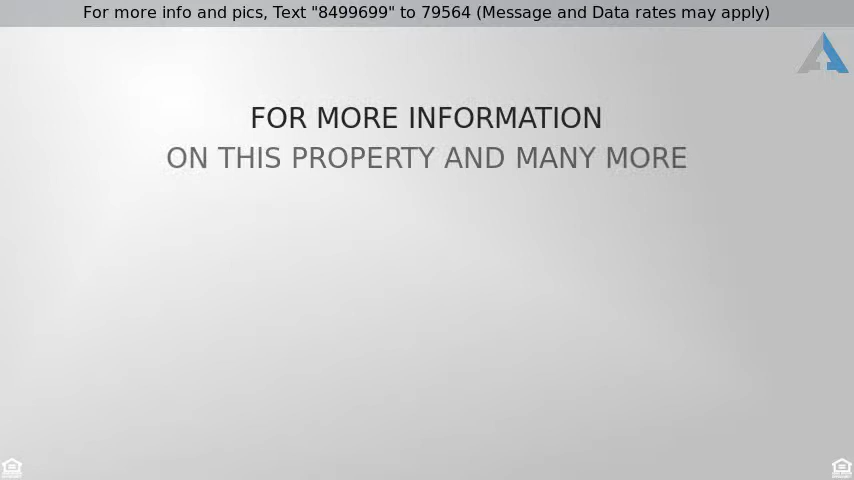 For more info and pics, Text "8499699" to 79564 (Message and Data rates may apply)
FOR MORE INFORMATION
ON THIS PROPERTY AND MANY MORE